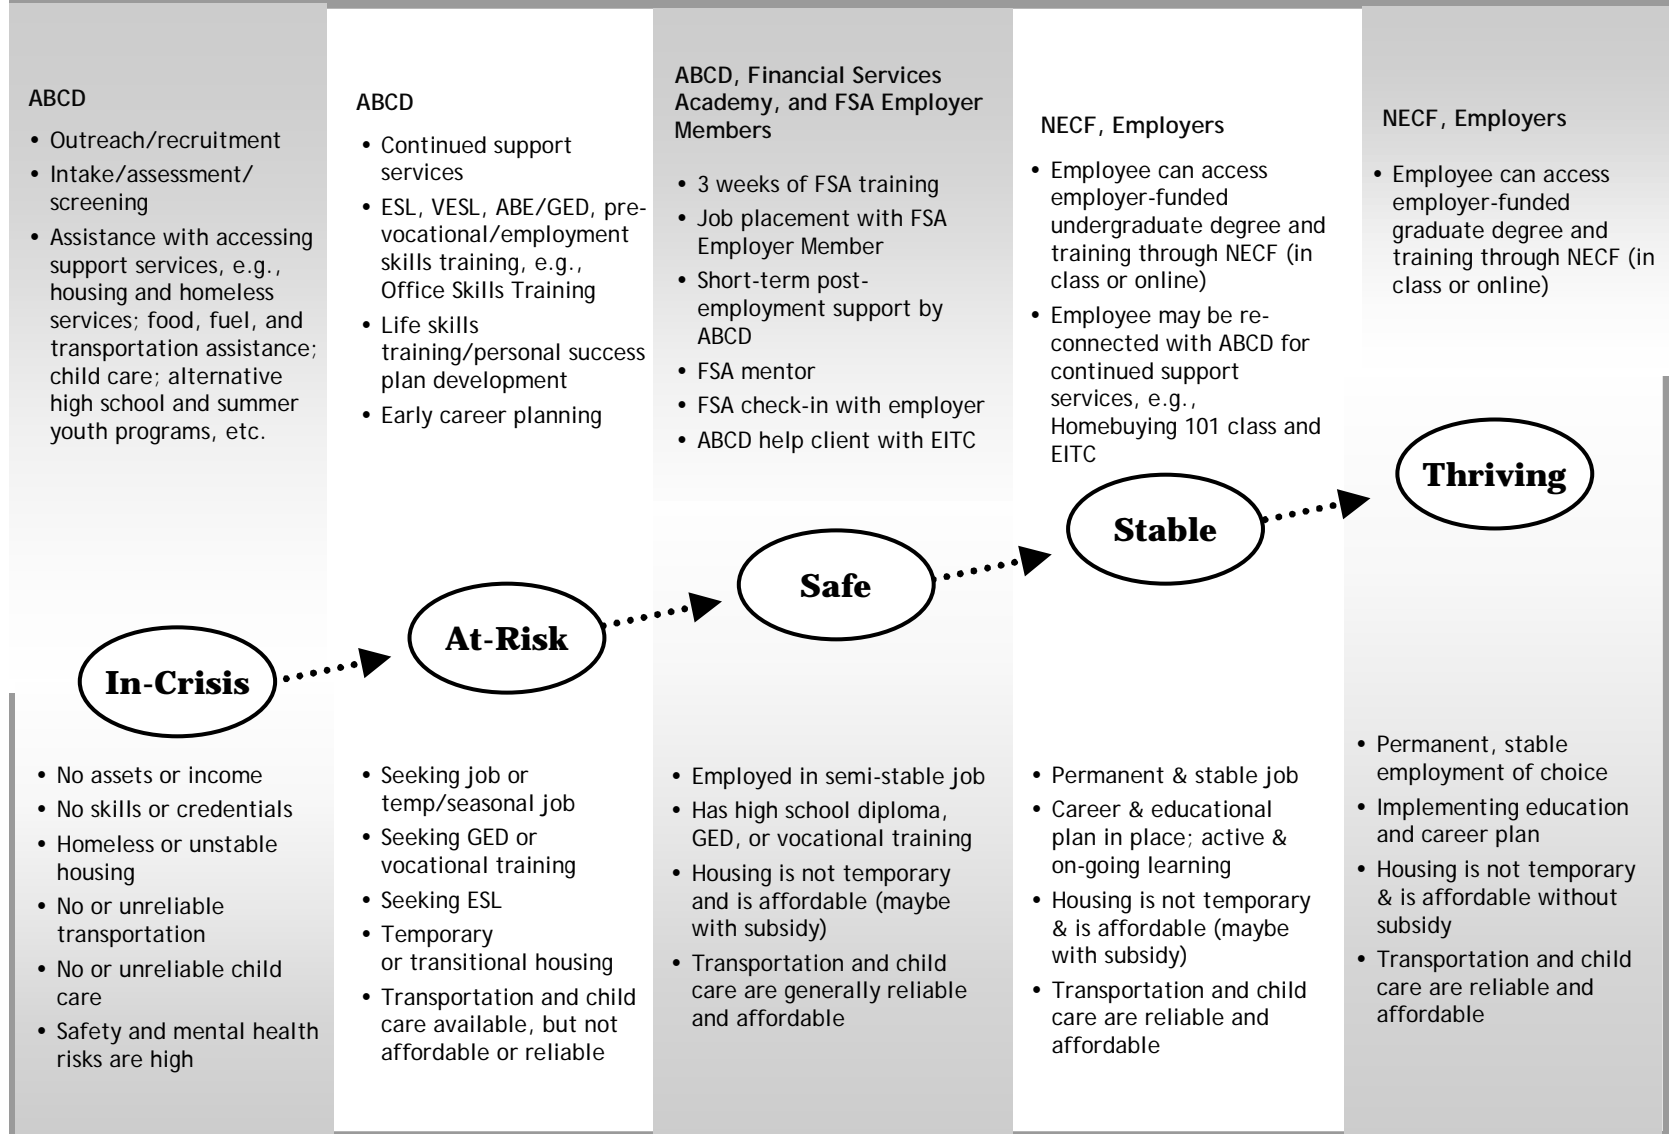 ABCD
• Outreach/recruitment
• Intake/assessment/
screening
• Assistance with accessing
support services, e.g.,
housing and homeless
services; food, fuel, and
transportation assistance;
child care; alternative
high school and summer
youth programs, etc.
ABCD
• Continued support
services
• ESL, VESL, ABE/GED, pre-
vocational/employment
skills training, e.g.,
Office Skills Training
• Life skills
training/personal success
plan development
• Early career planning
ABCD, Financial Services
Academy, and FSA Employer
Members
• 3 weeks of FSA training
• Job placement with FSA
Employer Member
• Short-term post-
employment support by
ABCD
• FSA mentor
• FSA check-in with employer
• ABCD help client with EITC
NECF, Employers
• Employee can access
employer-funded
undergraduate degree and
training through NECF (in
class or online)
• Employee may be re-
connected with ABCD for
continued support
services, e.g.,
Homebuying 101 class and
EITC
NECF, Employers
• Employee can access
employer-funded
graduate degree and
training through NECF (in
class or online)
In-Crisis
At-Risk
Safe
Stable
Thriving
• No assets or income
• No skills or credentials
• Homeless or unstable
housing
• No or unreliable
transportation
• No or unreliable child
care
• Safety and mental health
risks are high
• Seeking job or
temp/seasonal job
• Seeking GED or
vocational training
• Seeking ESL
• Temporary
or transitional housing
• Transportation and child
care available, but not
affordable or reliable
• Employed in semi-stable job
• Has high school diploma,
GED, or vocational training
• Housing is not temporary
and is affordable (maybe
with subsidy)
• Transportation and child
care are generally reliable
and affordable
• Permanent & stable job
• Career & educational
plan in place; active &
on-going learning
• Housing is not temporary
& is affordable (maybe
with subsidy)
• Transportation and child
care are reliable and
affordable
• Permanent, stable
employment of choice
• Implementing education
and career plan
• Housing is not temporary
& is affordable without
subsidy
• Transportation and child
care are reliable and
affordable